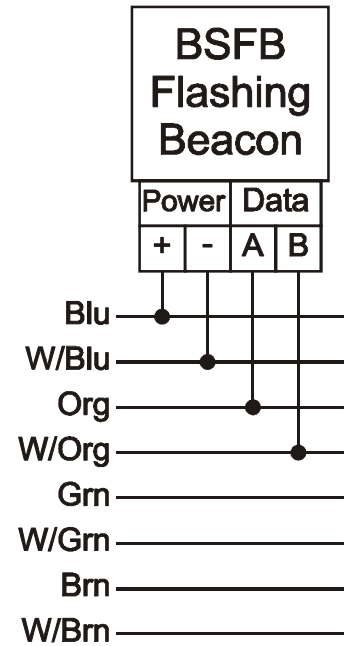 BSFB
Flashing
Beacon
Power Data
+ - A B
Blu
W/Blu
Org
W/Org
Grn
W/Grn
Brn
W/Brn